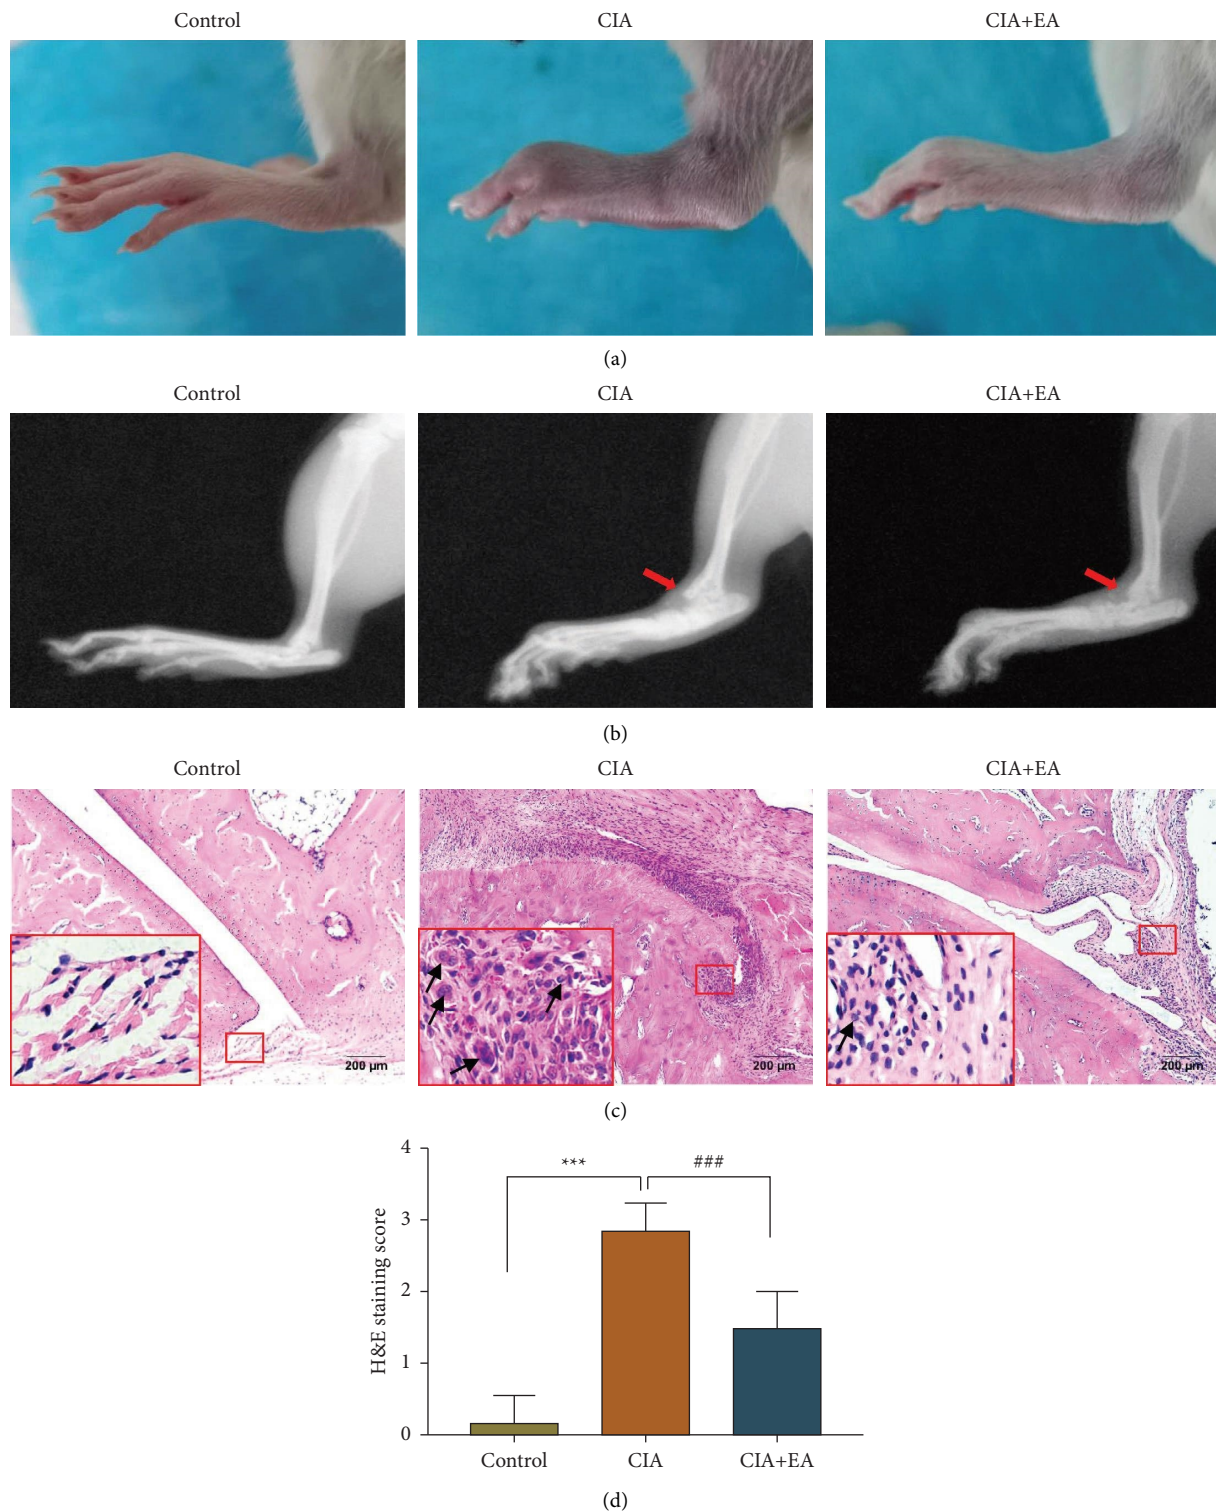 Control CIA CIA+EA
(a)
Control CIA CIA+EA
(b)
Control CIA CIA+EA
200 μm 200 μm 200 μm
(c)
4
*** ###
3
2
1
0
H&E staining score
Control CIA CIA+EA
(d)